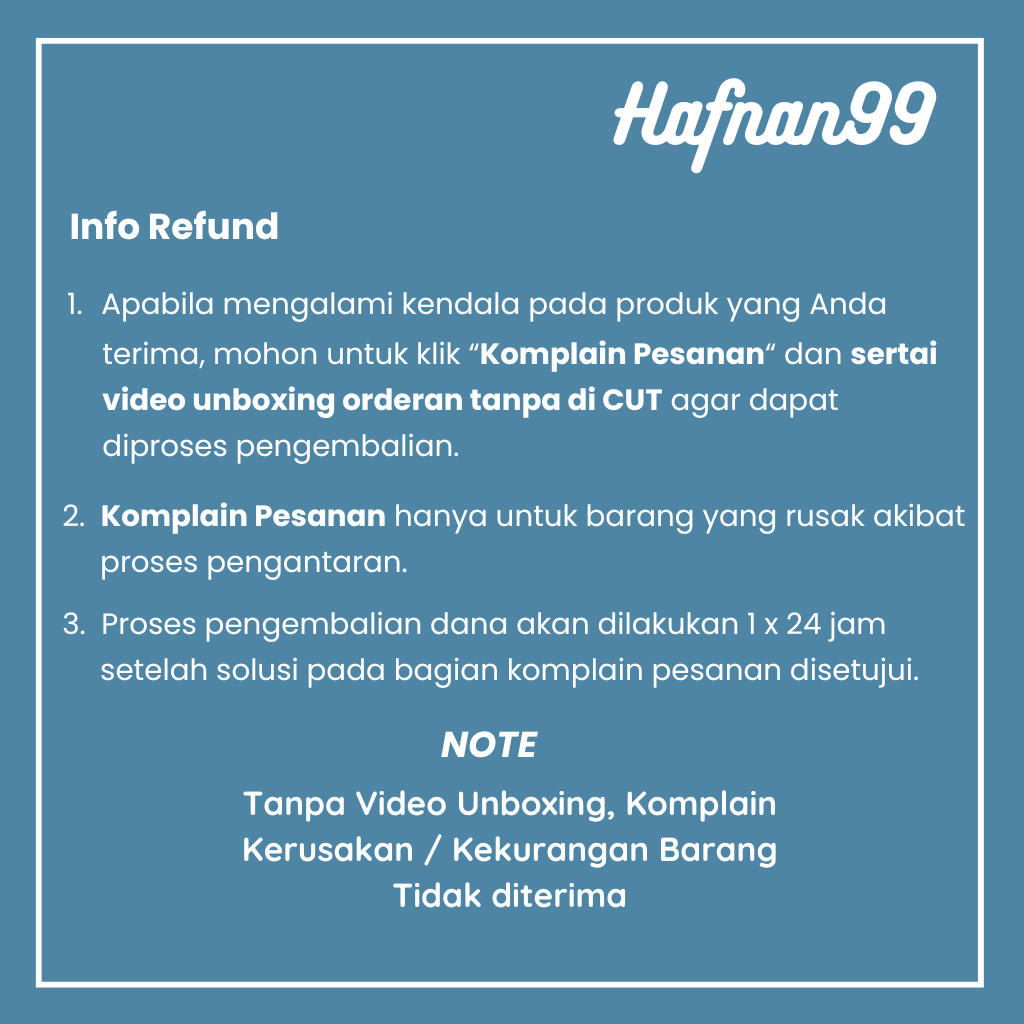 Hafnan99
Info Refund
1. Apabila mengalami kendala pada produk yang Anda
terima, mohon untuk klik “Komplain Pesanan“ dan sertai
video unboxing orderan tanpa di CUT agar dapat
diproses pengembalian.
2. Komplain Pesanan hanya untuk barang yang rusak akibat
proses pengantaran.
3. Proses pengembalian dana akan dilakukan 1 x 24 jam
setelah solusi pada bagian komplain pesanan disetujui.
NOTE
Tanpa Video Unboxing, Komplain
Kerusakan / Kekurangan Barang
Tidak diterima